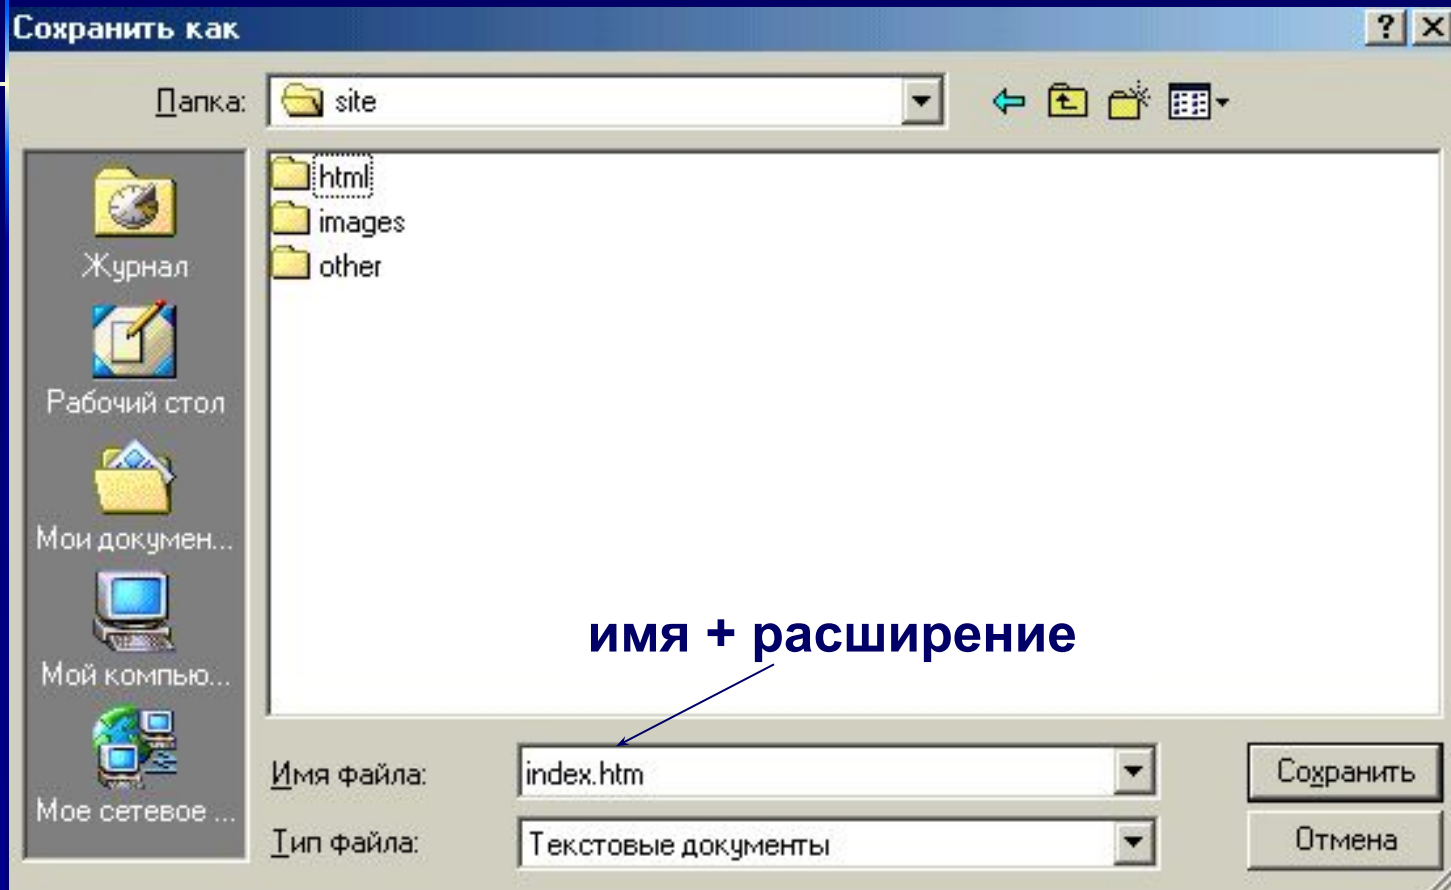 Сохранить как
Папка: site
html
images
other
Журнал
Рабочий стол
Мои докумен...
Мой компью...
Мое сетевое ...
имя + расширение
Имя файла: index.htm Сохранить
Тип файла: Текстовые документы Отмена